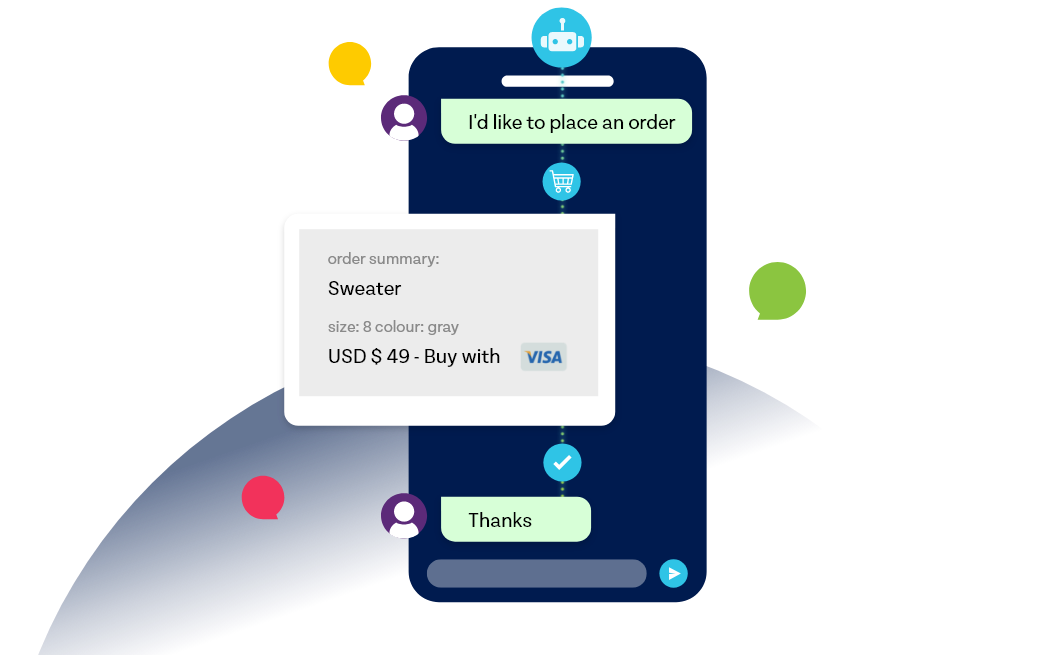 I'd like to place an order
order summary:
Sweater
size: 8 colour: gray
USD $ 49 - Buy with VISA
Thanks